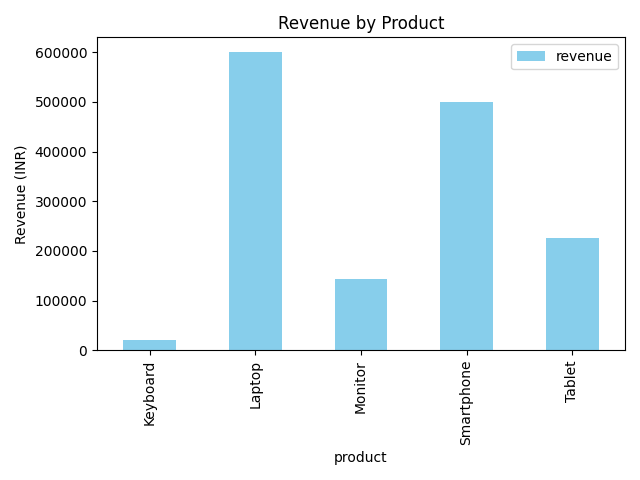 Revenue by Product
revenue
Revenue (INR)
600000
500000
400000
300000
200000
100000
0
Keyboard
Laptop
Monitor
Smartphone
Tablet
product